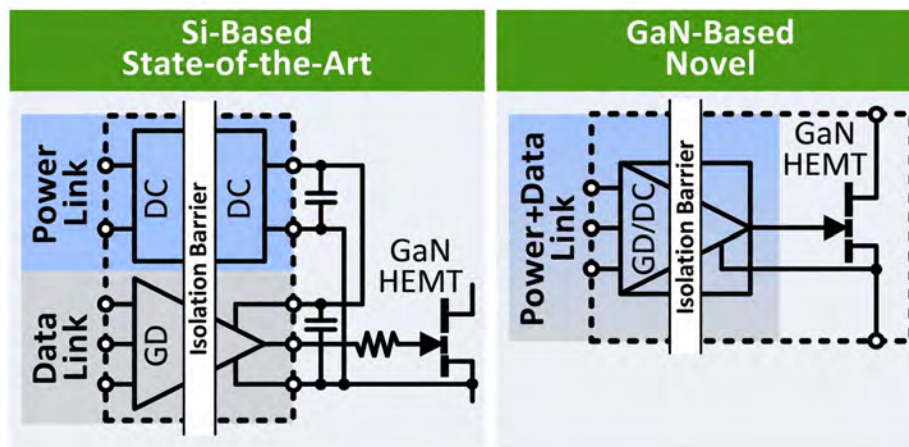 Si-Based
State-of-the-Art
Power
Link
DC
Isolation Barrier
DC
Data
Link
GD
GaN
HEMT
GaN-Based
Novel
Power+Data
Link
GD/DC
Isolation Barrier
GaN
HEMT